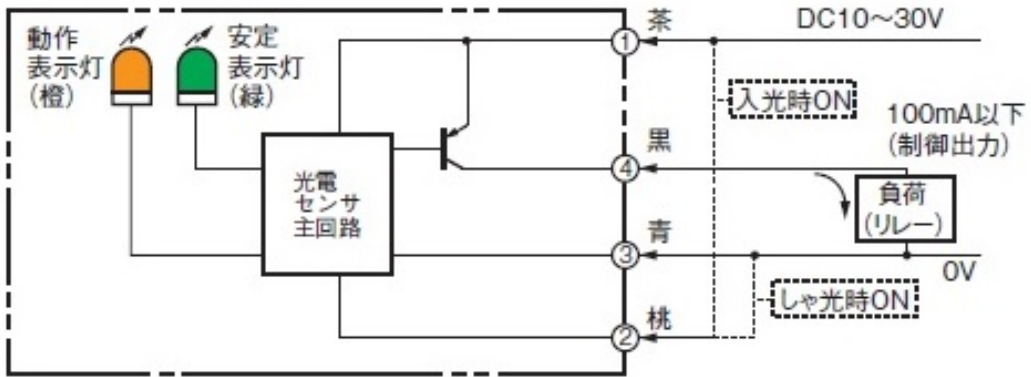 動作
表示灯
(橙)
安定
表示灯
(緑)
光電
センサ
主回路
① 茶
DC10～30V
入光時ON
100mA以下
(制御出力)
④ 黒
負荷
(リレー)
③ 青
0V
しゃ光時ON
② 桃